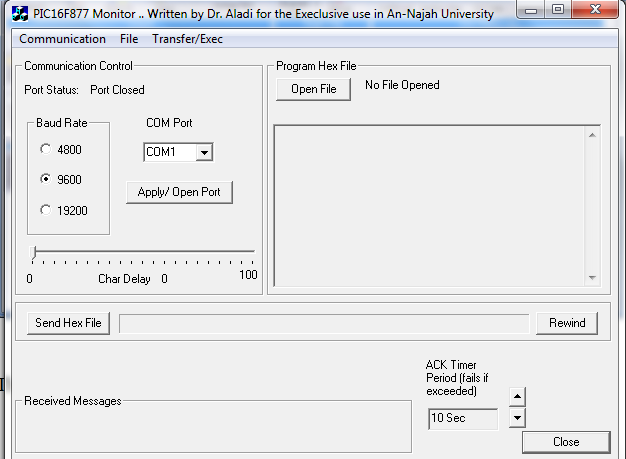 PIC16F877 Monitor .. Written by Dr. Aladi for the Execlusive use in An-Najah University
Communication File Transfer/Exec
Communication Control
Port Status: Port Closed
Baud Rate
4800
9600
19200
COM Port
COM1
Apply/ Open Port
0 Char Delay 0 100
Program Hex File
Open File No File Opened
Send Hex File Rewind
ACK Timer
Period (fails if
exceeded)
10 Sec
Received Messages
Close